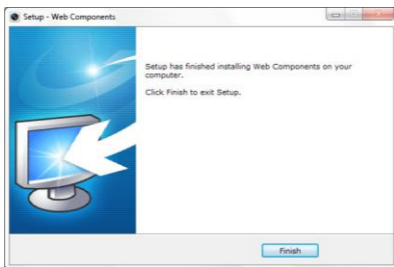 Setup - Web Components
Setup has finished installing Web Components on your
computer.
Click Finish to exit Setup.
Finish